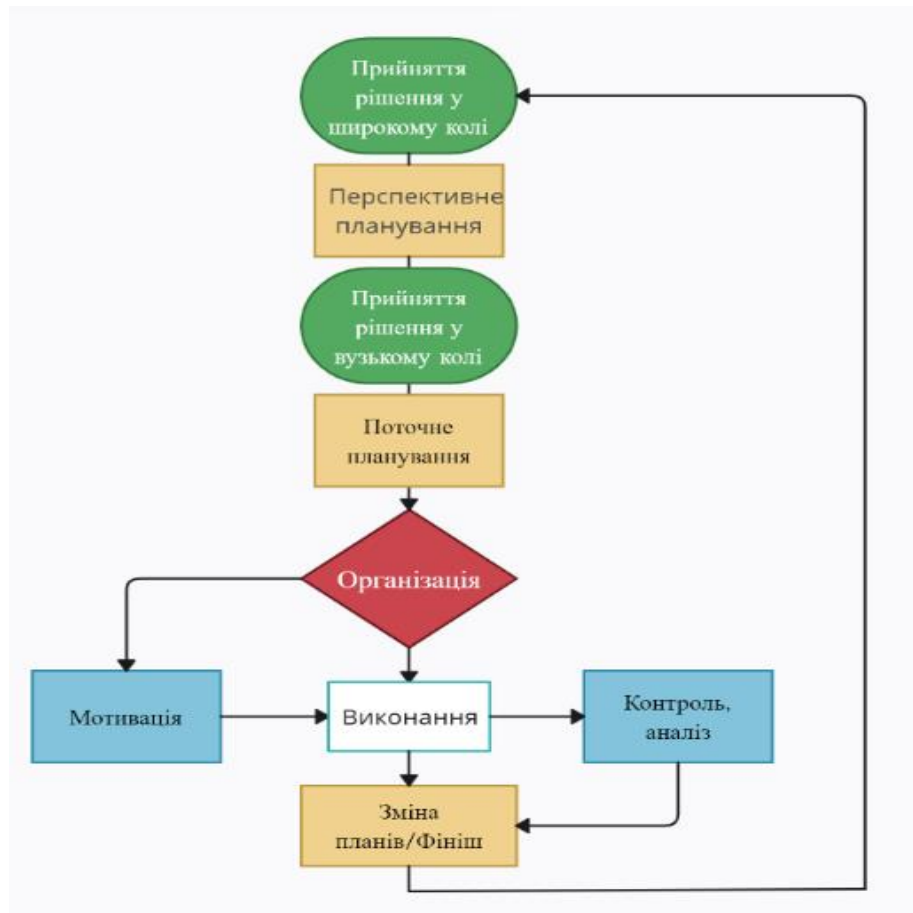 Прийняття
рішення у
широкому колі
Перспективне
планування
Прийняття
рішення у
вузькому колі
Поточне
планування
Організація
Мотивація
Виконання
Контроль,
аналіз
Зміна
планів/Фініш